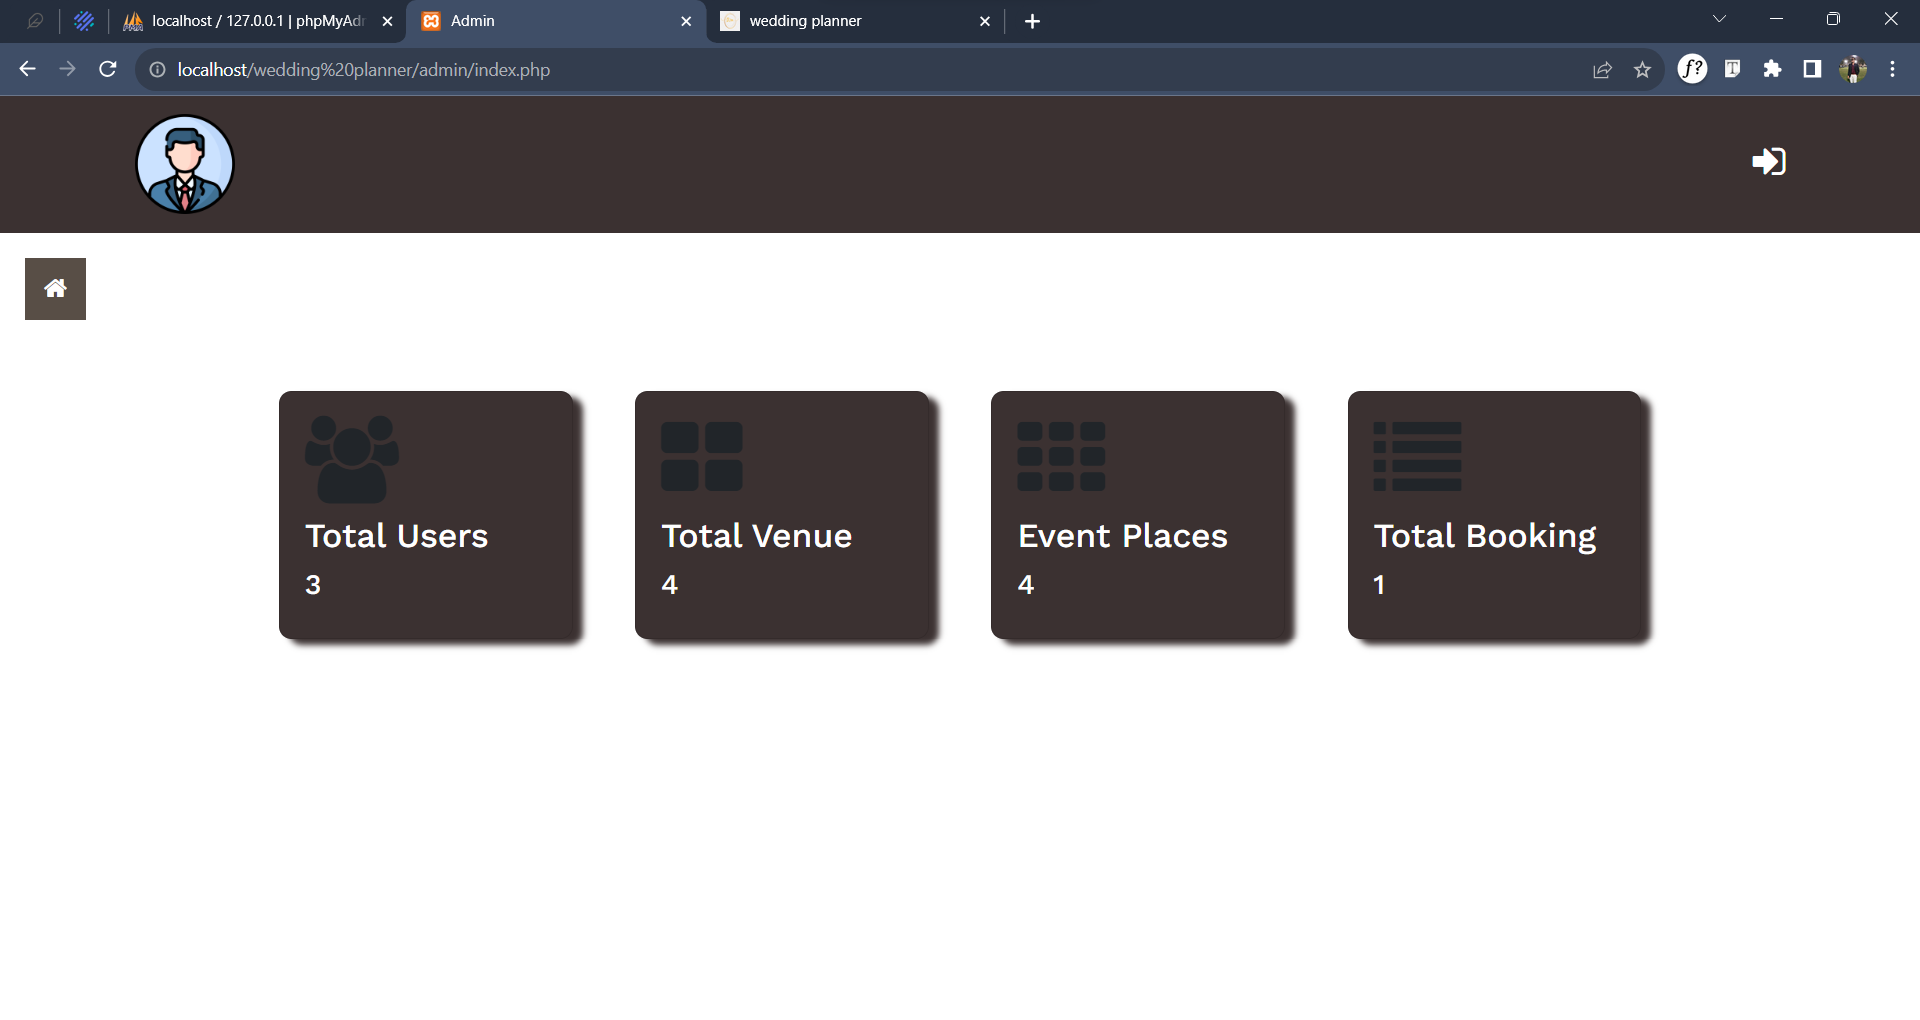 localhost / 127.0.0.1 | phpMyAdr
Admin
wedding planner
localhost/wedding%20planner/admin/index.php
f?
T
Total Users
3
Total Venue
4
Event Places
4
Total Booking
1